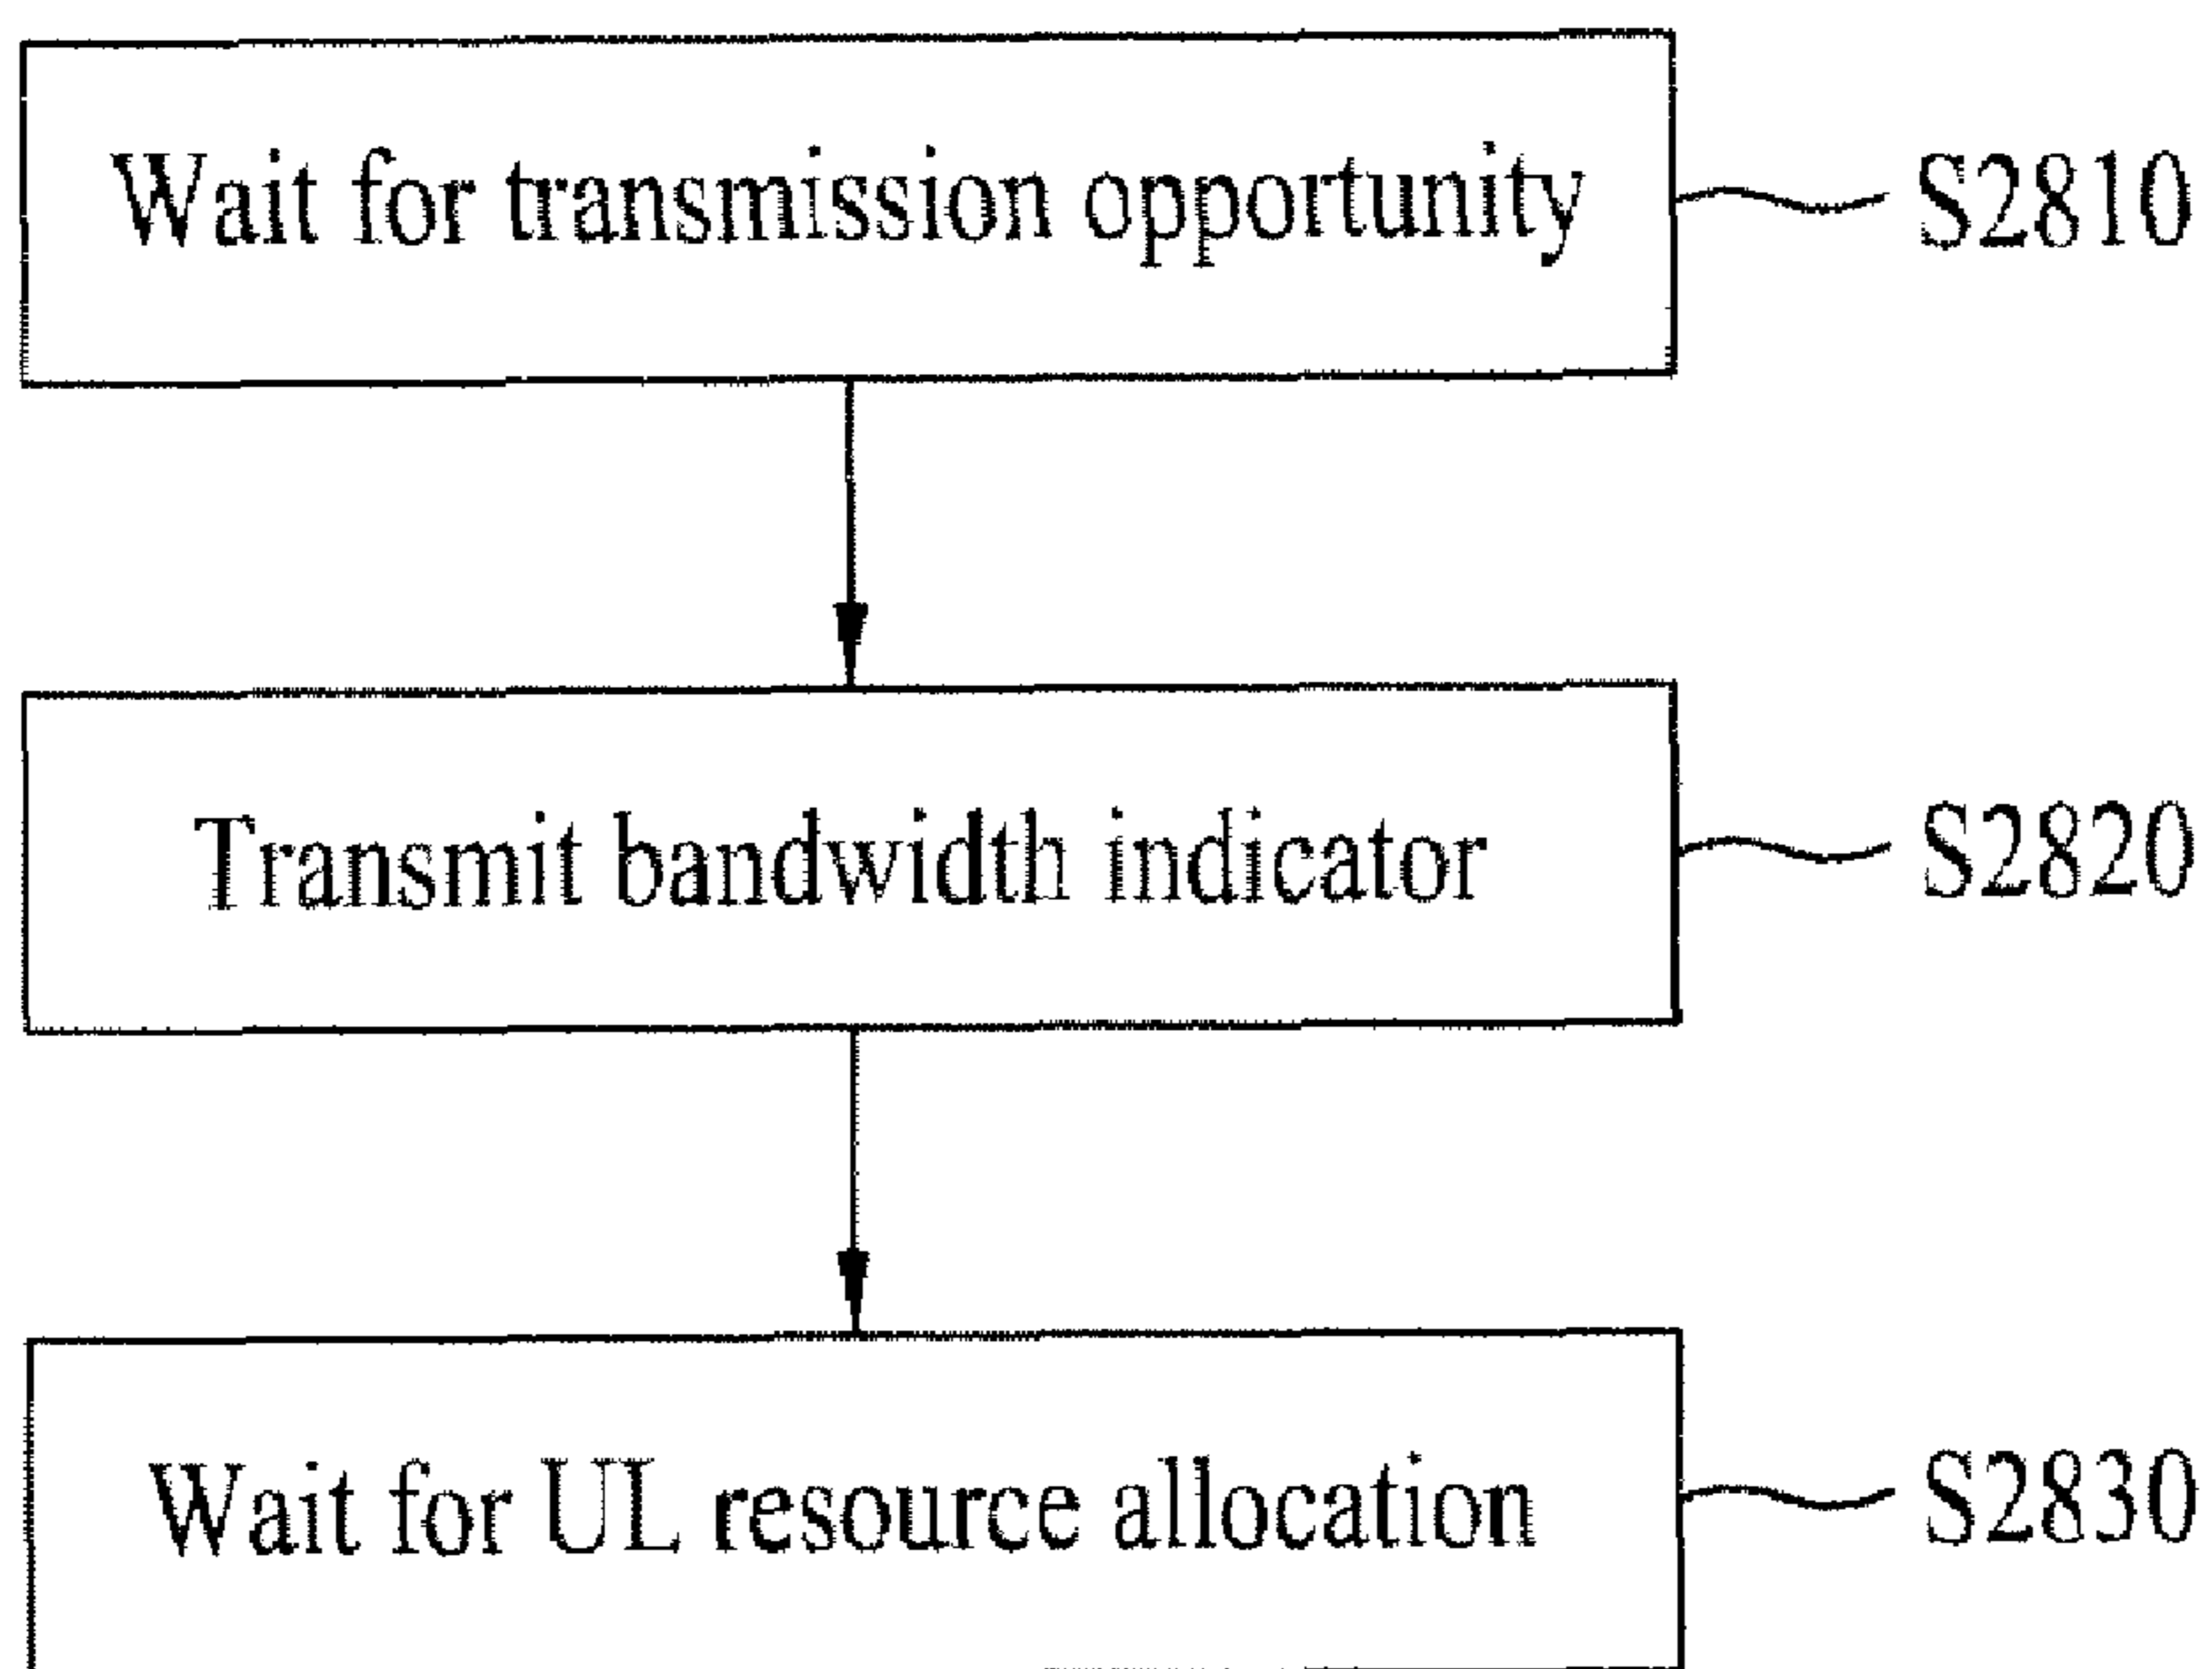 Wait for transmission opportunity
S2810
Transmit bandwidth indicator
S2820
Wait for UL resource allocation
S2830